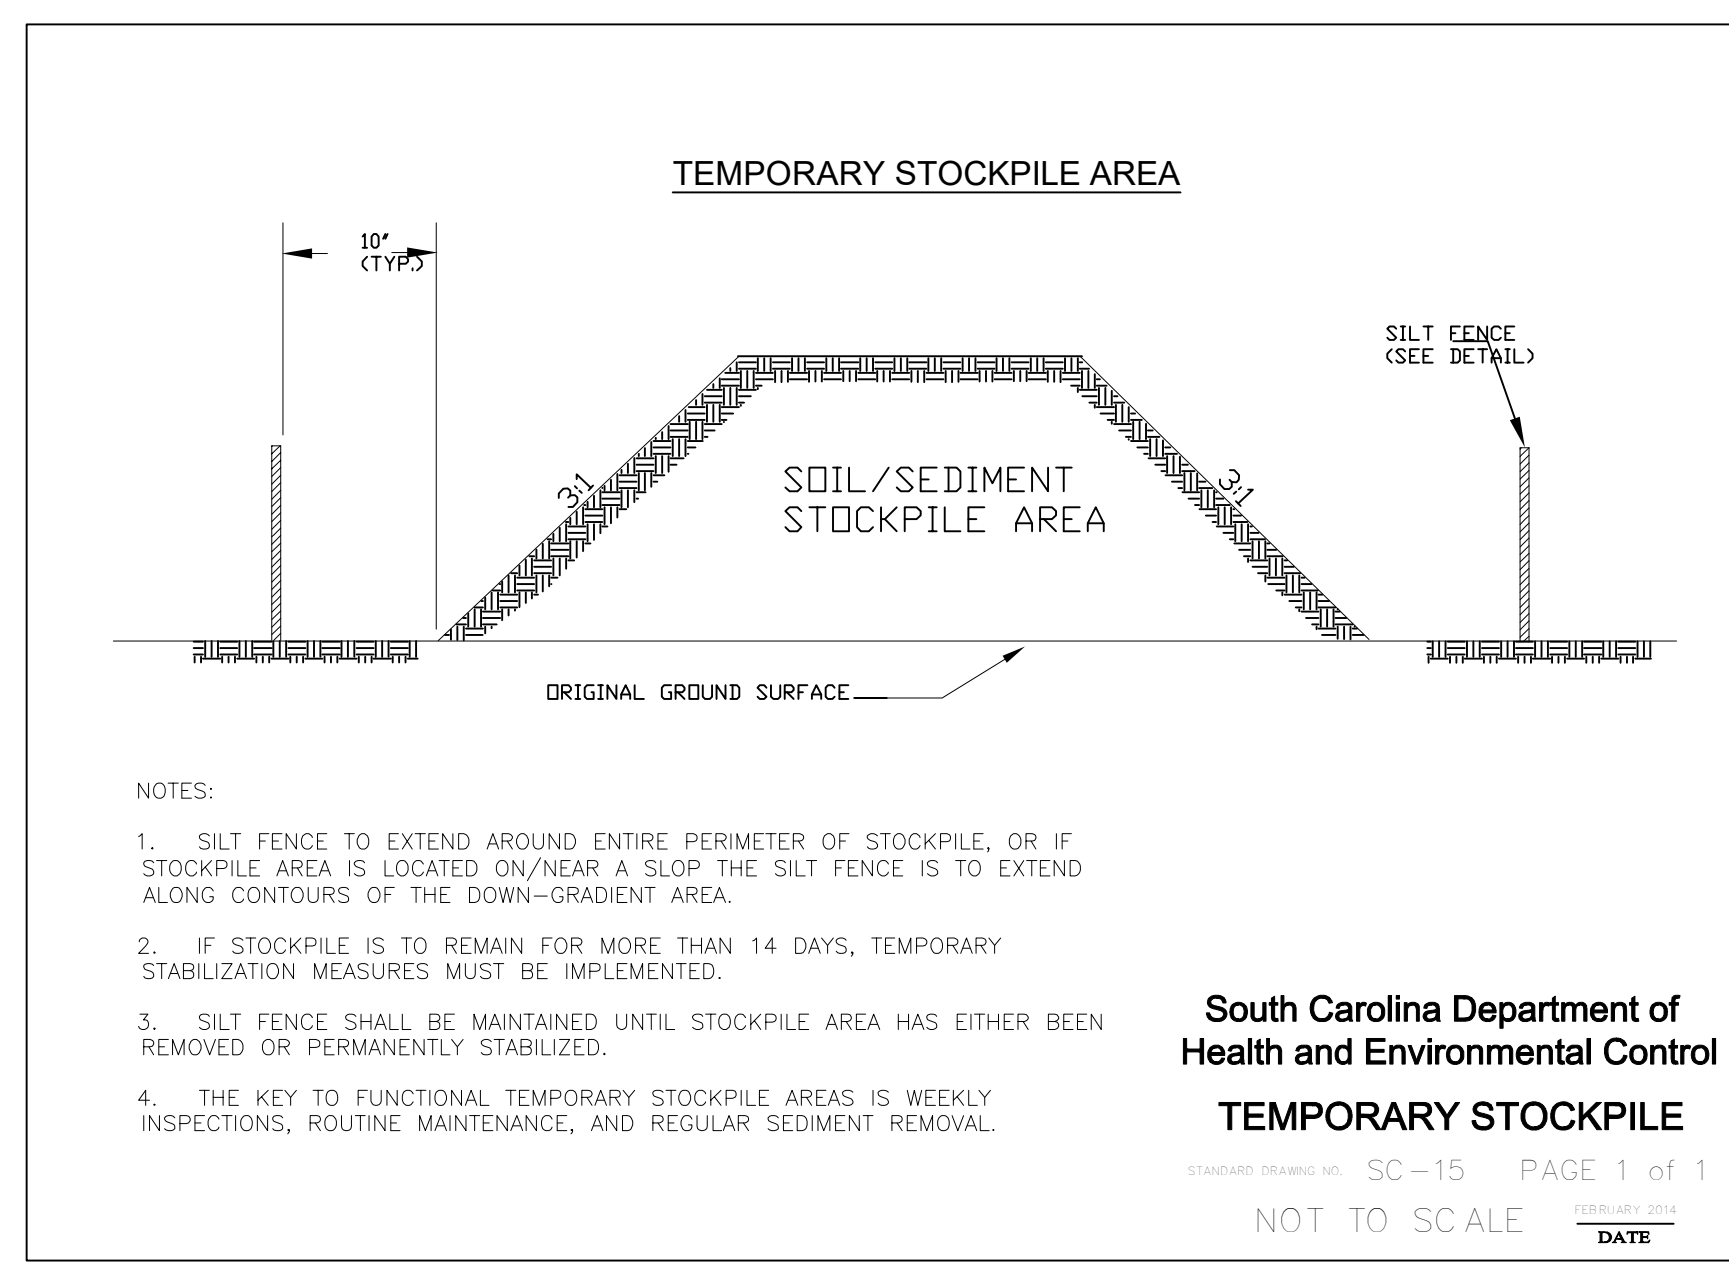 TEMPORARY STOCKPILE AREA
10"
(TYP.)
SILT FENCE
(SEE DETAIL)
3:1
3:1
SOIL/SEDIMENT
STOCKPILE AREA
ORIGINAL GROUND SURFACE
NOTES:
1. SILT FENCE TO EXTEND AROUND ENTIRE PERIMETER OF STOCKPILE, OR IF
STOCKPILE AREA IS LOCATED ON/NEAR A SLOP THE SILT FENCE IS TO EXTEND
ALONG CONTOURS OF THE DOWN-GRADIENT AREA.
2. IF STOCKPILE IS TO REMAIN FOR MORE THAN 14 DAYS, TEMPORARY
STABILIZATION MEASURES MUST BE IMPLEMENTED.
3. SILT FENCE SHALL BE MAINTAINED UNTIL STOCKPILE AREA HAS EITHER BEEN
REMOVED OR PERMANENTLY STABILIZED.
4. THE KEY TO FUNCTIONAL TEMPORARY STOCKPILE AREAS IS WEEKLY
INSPECTIONS, ROUTINE MAINTENANCE, AND REGULAR SEDIMENT REMOVAL.
South Carolina Department of
Health and Environmental Control
TEMPORARY STOCKPILE
STANDARD DRAWING NO. SC-15 PAGE 1 of 1
NOT TO SCALE FEBRUARY 2014
DATE